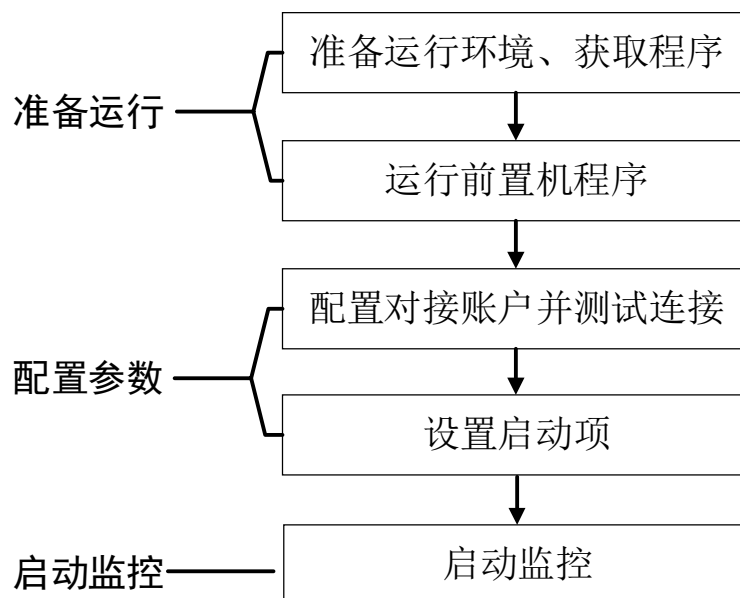 准备运行环境、获取程序
准备运行
运行前置机程序
配置对接账户并测试连接
配置参数
设置启动项
启动监控
启动监控